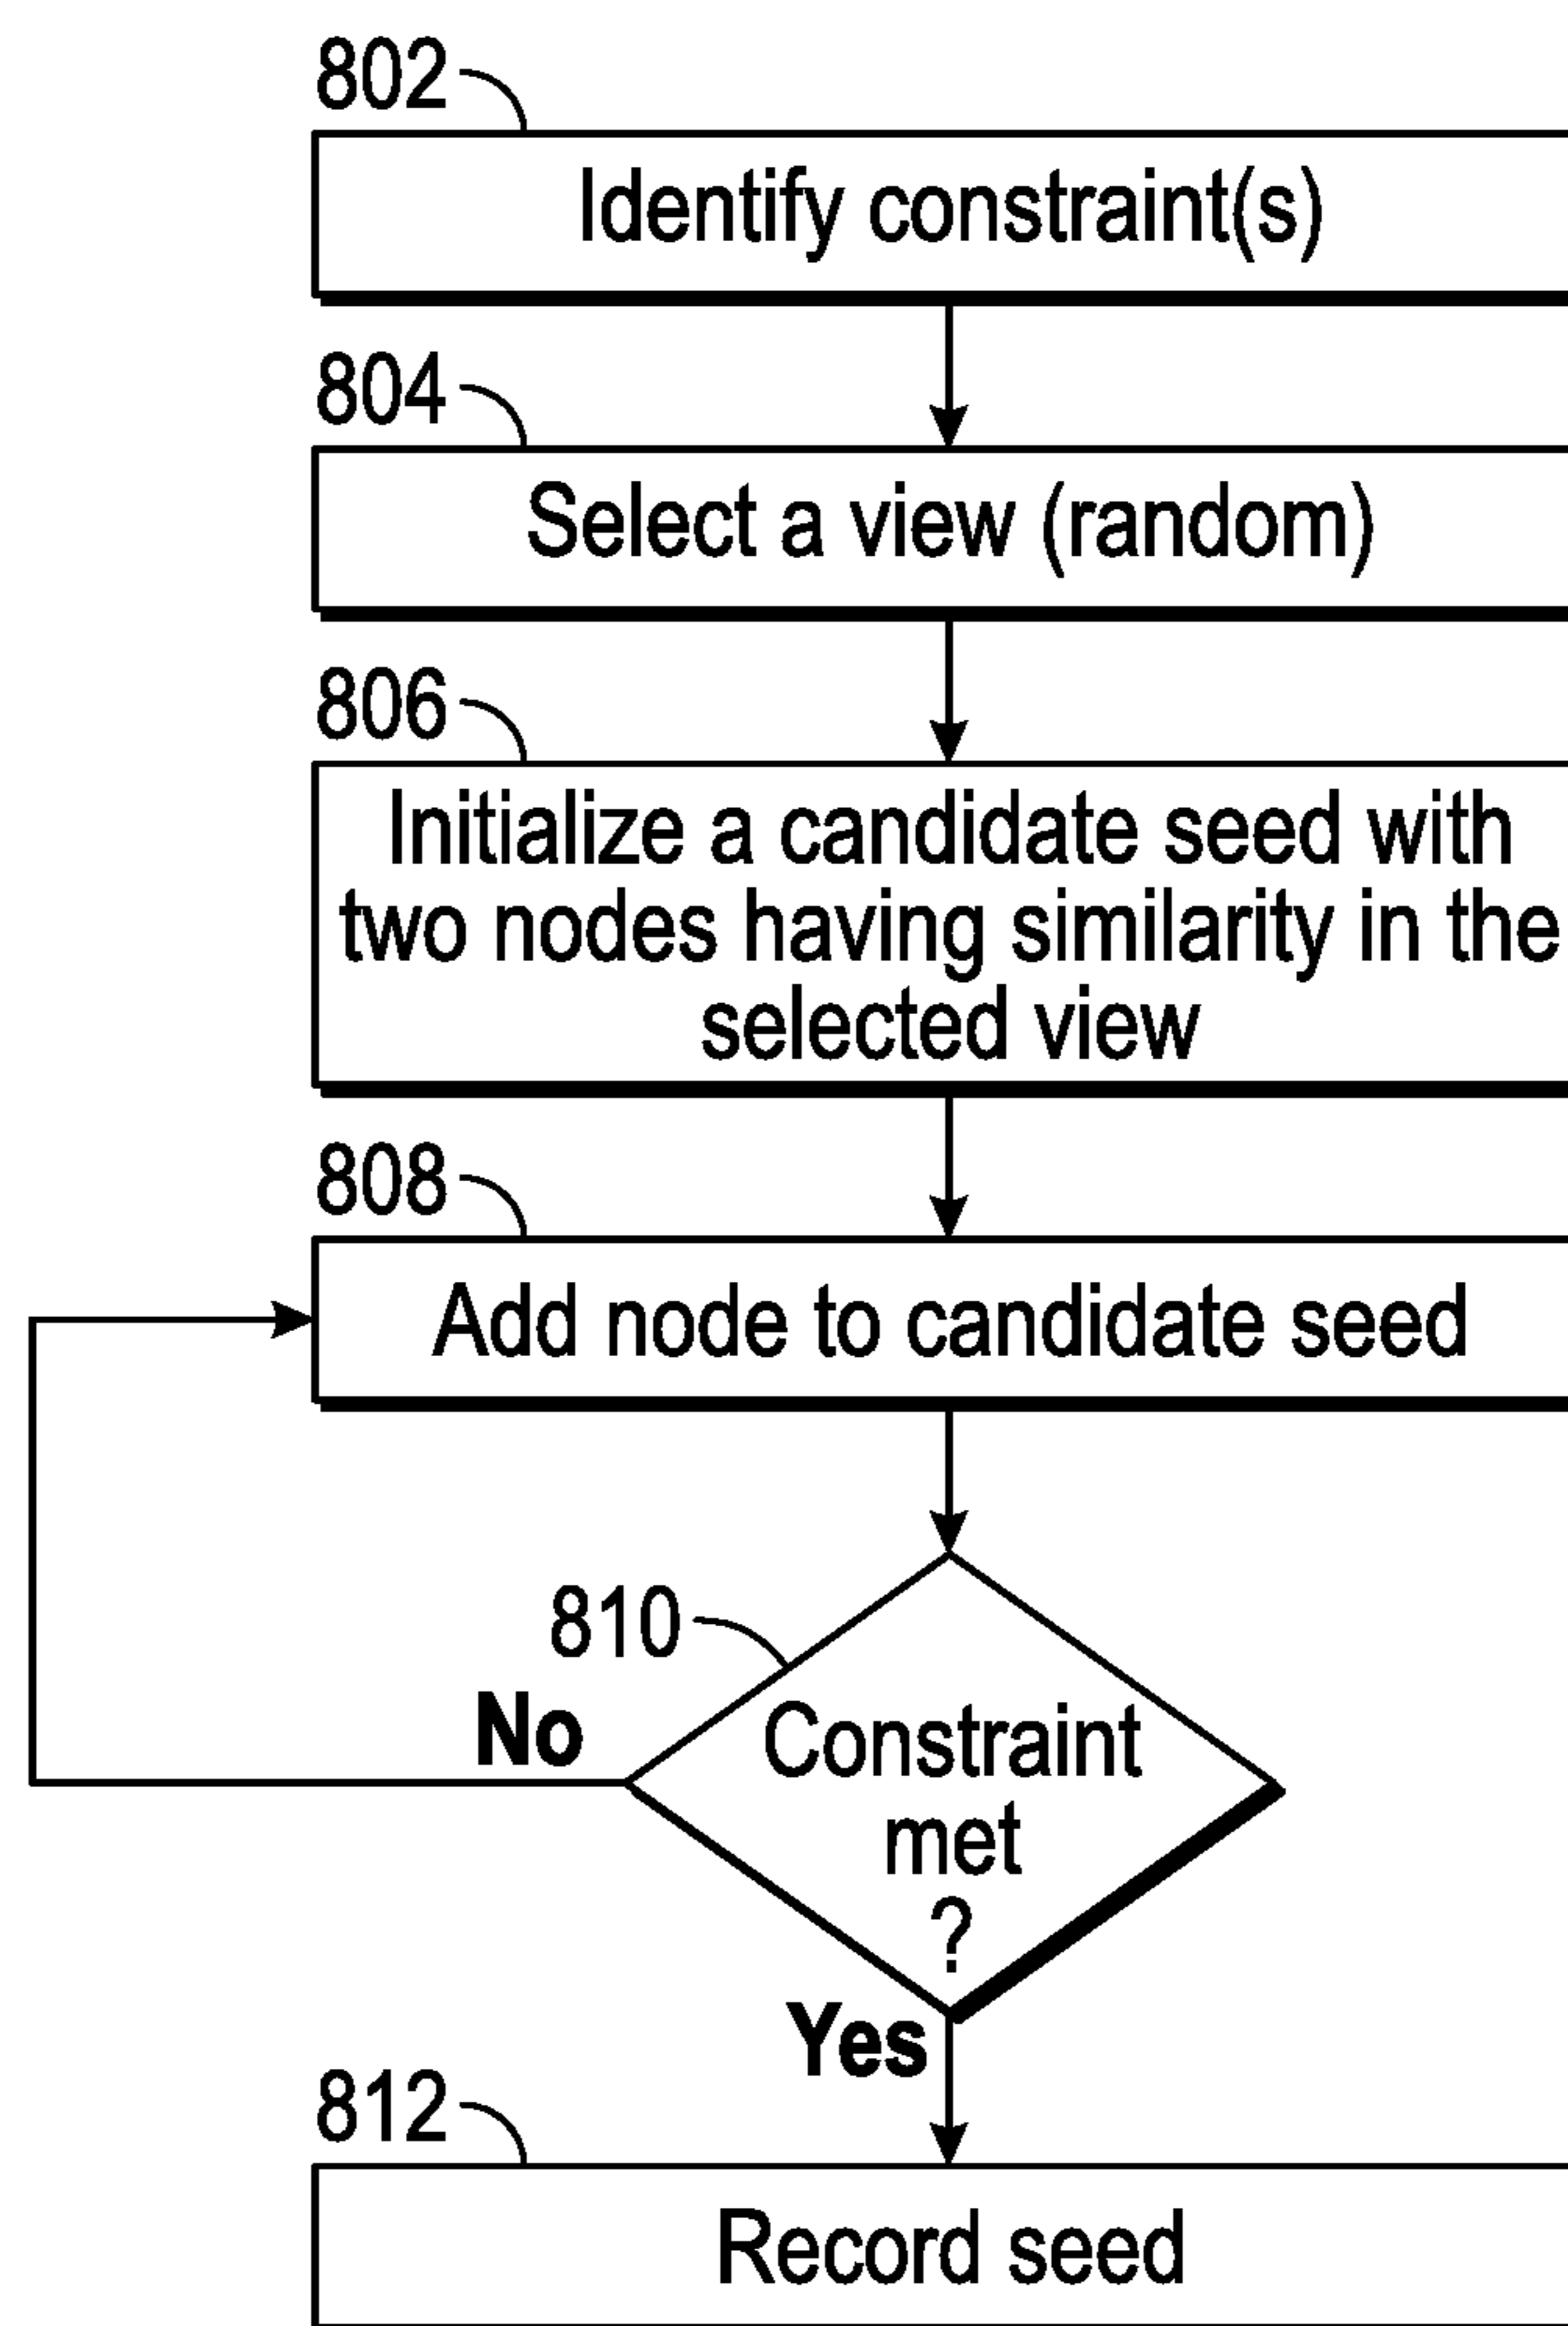 802
Identify constraint(s)
804
Select a view (random)
806
Initialize a candidate seed with
two nodes having similarity in the
selected view
808
Add node to candidate seed
810
No
Constraint
met
?
Yes
812
Record seed